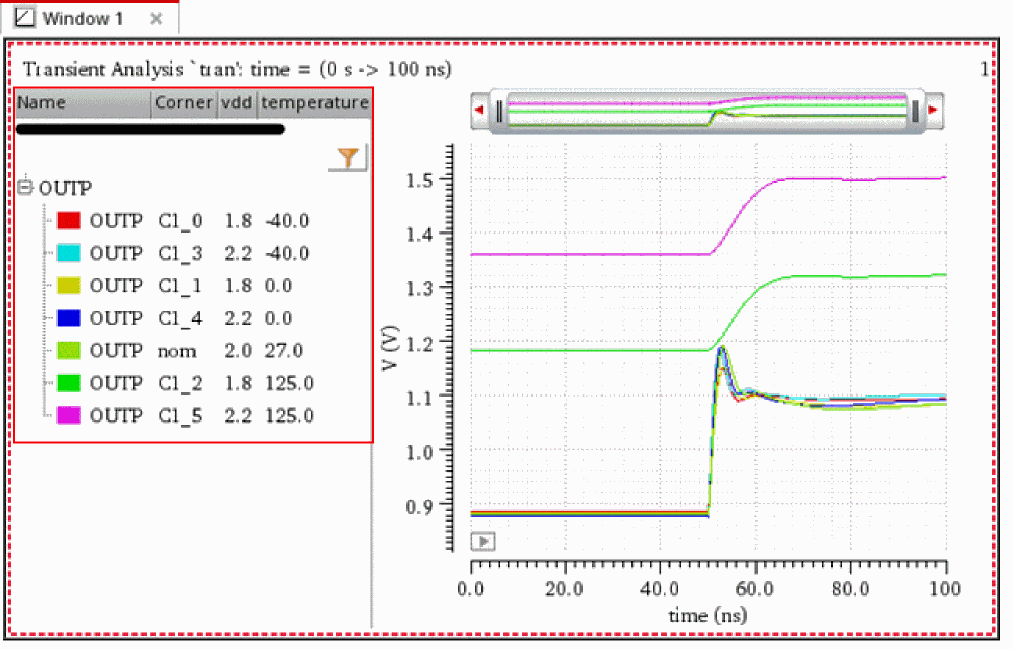 Window 1 ×
Transient Analysis `tran': time = (0 s -> 100 ns)
1
Name Corner vdd temperature
OUTP
OUTP C1_0 1.8 -40.0
OUTP C1_3 2.2 -40.0
OUTP C1_1 1.8 0.0
OUTP C1_4 2.2 0.0
OUTP nom 2.0 27.0
OUTP C1_2 1.8 125.0
OUTP C1_5 2.2 125.0
V (V)
1.5
1.4
1.3
1.2
1.1
1.0
0.9
0.0 20.0 40.0 60.0 80.0 100
time (ns)